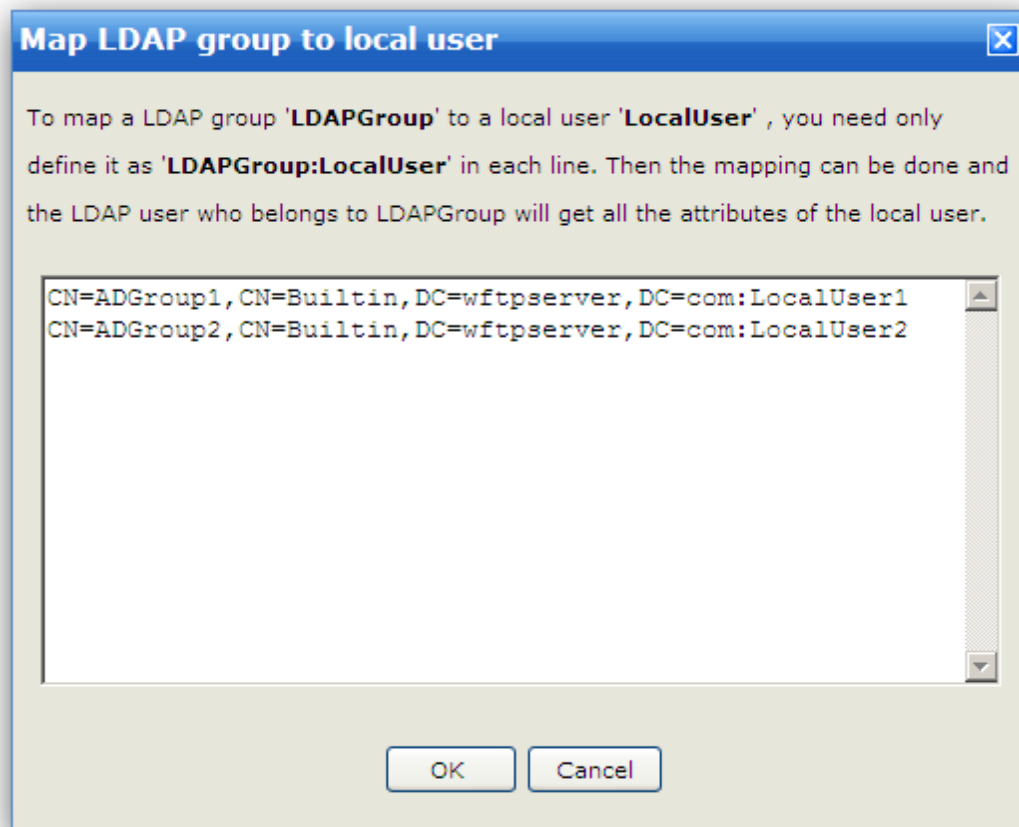 Map LDAP group to local user
To map a LDAP group 'LDAPGroup' to a local user 'LocalUser' , you need only
define it as 'LDAPGroup:LocalUser' in each line. Then the mapping can be done and
the LDAP user who belongs to LDAPGroup will get all the attributes of the local user.
CN=ADGroup1,CN=Builtin,DC=wftpserver,DC=com:LocalUser1
CN=ADGroup2,CN=Builtin,DC=wftpserver,DC=com:LocalUser2
OK Cancel